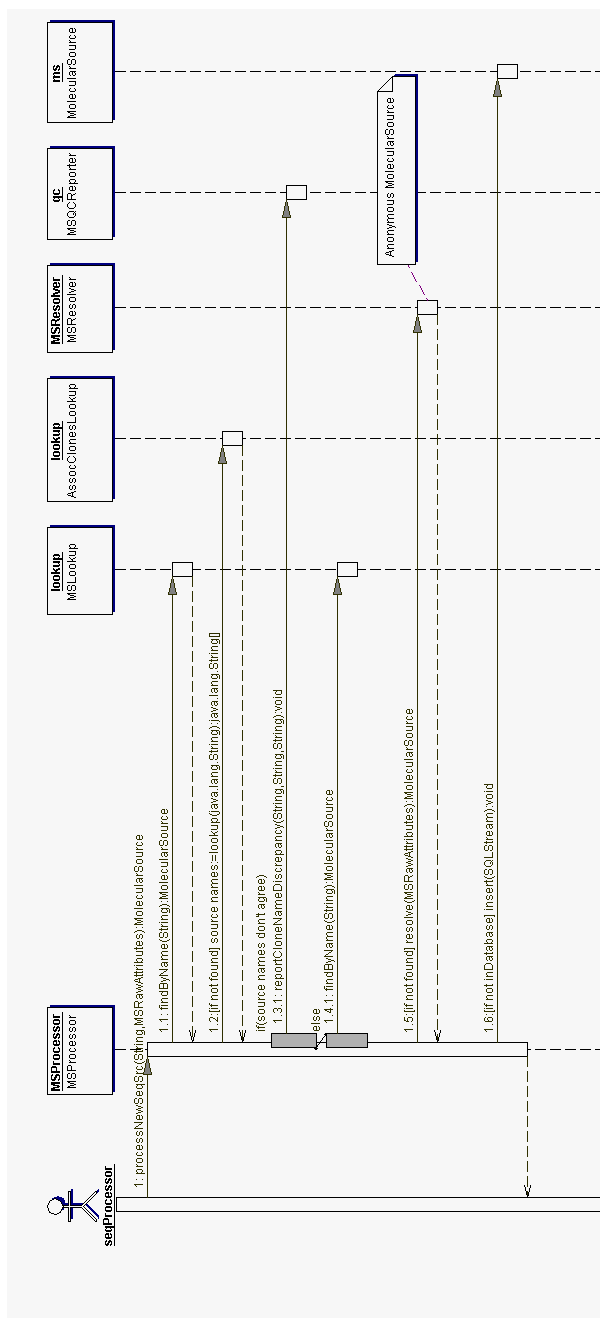 seqProcessor
MSProcessor
MSProcessor
lookup
MSLookup
lookup
AssocClonesLookup
MSResolver
MSResolver
qc
MSQCReporter
ms
MolecularSource
1: processNewSeqSrc(String,MSRawAttributes):MolecularSource
1.1: findByName(String):MolecularSource
1.2:[if not found] source names:=lookup(java.lang.String):java.lang.String[]
if(source names don't agree)
1.3.1: reportCloneNameDiscrepancy(String,String,String):void
else
1.4.1: findByName(String):MolecularSource
Anonymous MolecularSource
1.5:[if not found] resolve(MSRawAttributes):MolecularSource
1.6:[if not inDatabase] insert(SQLStream):void